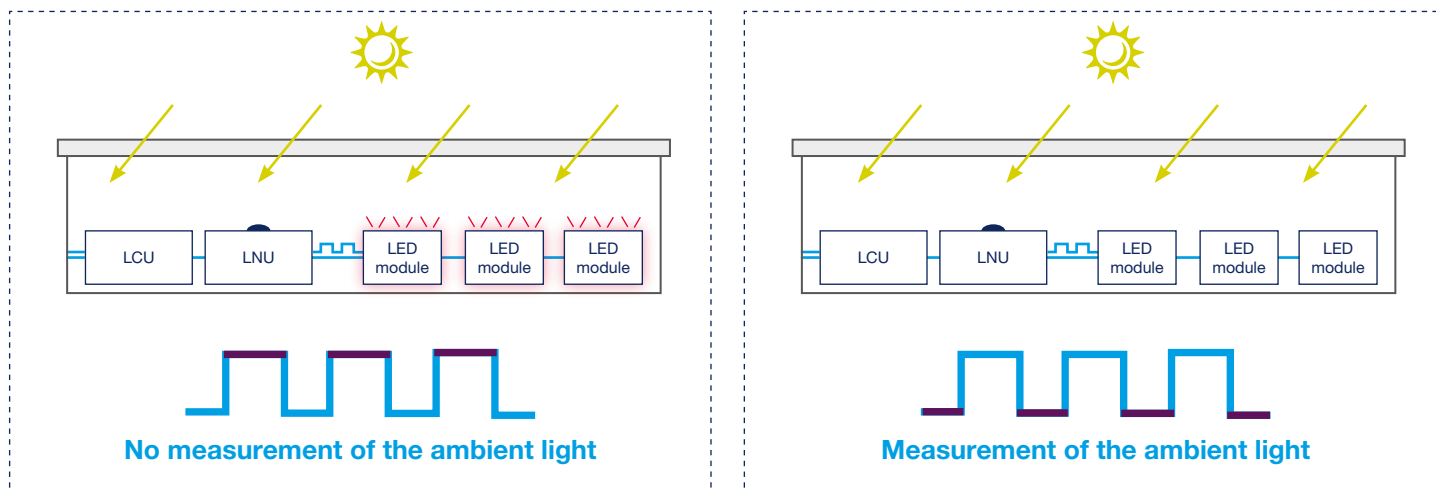 LCU
LNU
LED
module
LED
module
LED
module
No measurement of the ambient light
LCU
LNU
LED
module
LED
module
LED
module
Measurement of the ambient light